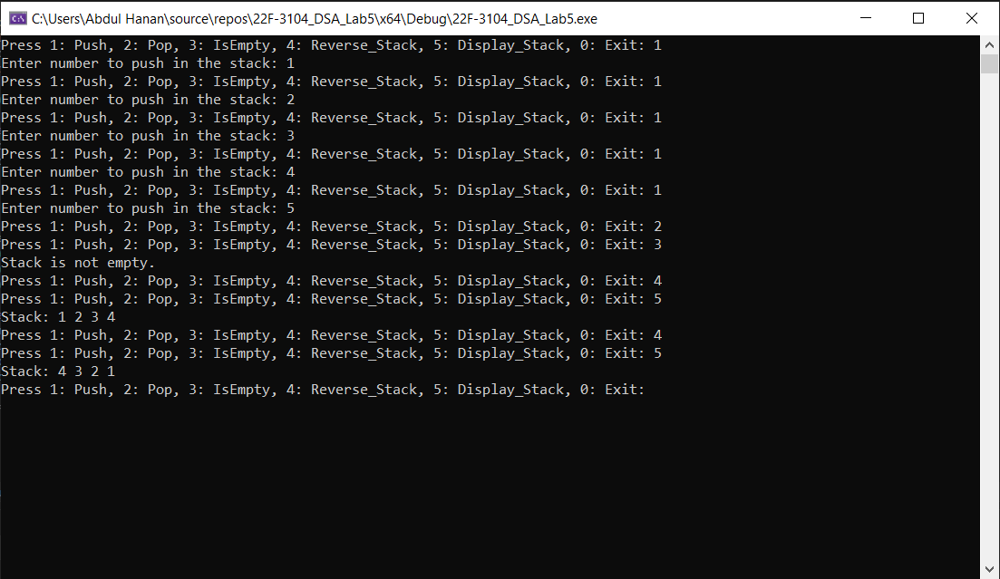 C:\Users\Abdul Hanan\source\repos\22F-3104_DSA_Lab5\x64\Debug\22F-3104_DSA_Lab5.exe
Press 1: Push, 2: Pop, 3: IsEmpty, 4: Reverse_Stack, 5: Display_Stack, 0: Exit: 1
Enter number to push in the stack: 1
Press 1: Push, 2: Pop, 3: IsEmpty, 4: Reverse_Stack, 5: Display_Stack, 0: Exit: 1
Enter number to push in the stack: 2
Press 1: Push, 2: Pop, 3: IsEmpty, 4: Reverse_Stack, 5: Display_Stack, 0: Exit: 1
Enter number to push in the stack: 3
Press 1: Push, 2: Pop, 3: IsEmpty, 4: Reverse_Stack, 5: Display_Stack, 0: Exit: 1
Enter number to push in the stack: 4
Press 1: Push, 2: Pop, 3: IsEmpty, 4: Reverse_Stack, 5: Display_Stack, 0: Exit: 1
Enter number to push in the stack: 5
Press 1: Push, 2: Pop, 3: IsEmpty, 4: Reverse_Stack, 5: Display_Stack, 0: Exit: 2
Press 1: Push, 2: Pop, 3: IsEmpty, 4: Reverse_Stack, 5: Display_Stack, 0: Exit: 3
Stack is not empty.
Press 1: Push, 2: Pop, 3: IsEmpty, 4: Reverse_Stack, 5: Display_Stack, 0: Exit: 4
Press 1: Push, 2: Pop, 3: IsEmpty, 4: Reverse_Stack, 5: Display_Stack, 0: Exit: 5
Stack: 1 2 3 4
Press 1: Push, 2: Pop, 3: IsEmpty, 4: Reverse_Stack, 5: Display_Stack, 0: Exit: 4
Press 1: Push, 2: Pop, 3: IsEmpty, 4: Reverse_Stack, 5: Display_Stack, 0: Exit: 5
Stack: 4 3 2 1
Press 1: Push, 2: Pop, 3: IsEmpty, 4: Reverse_Stack, 5: Display_Stack, 0: Exit: